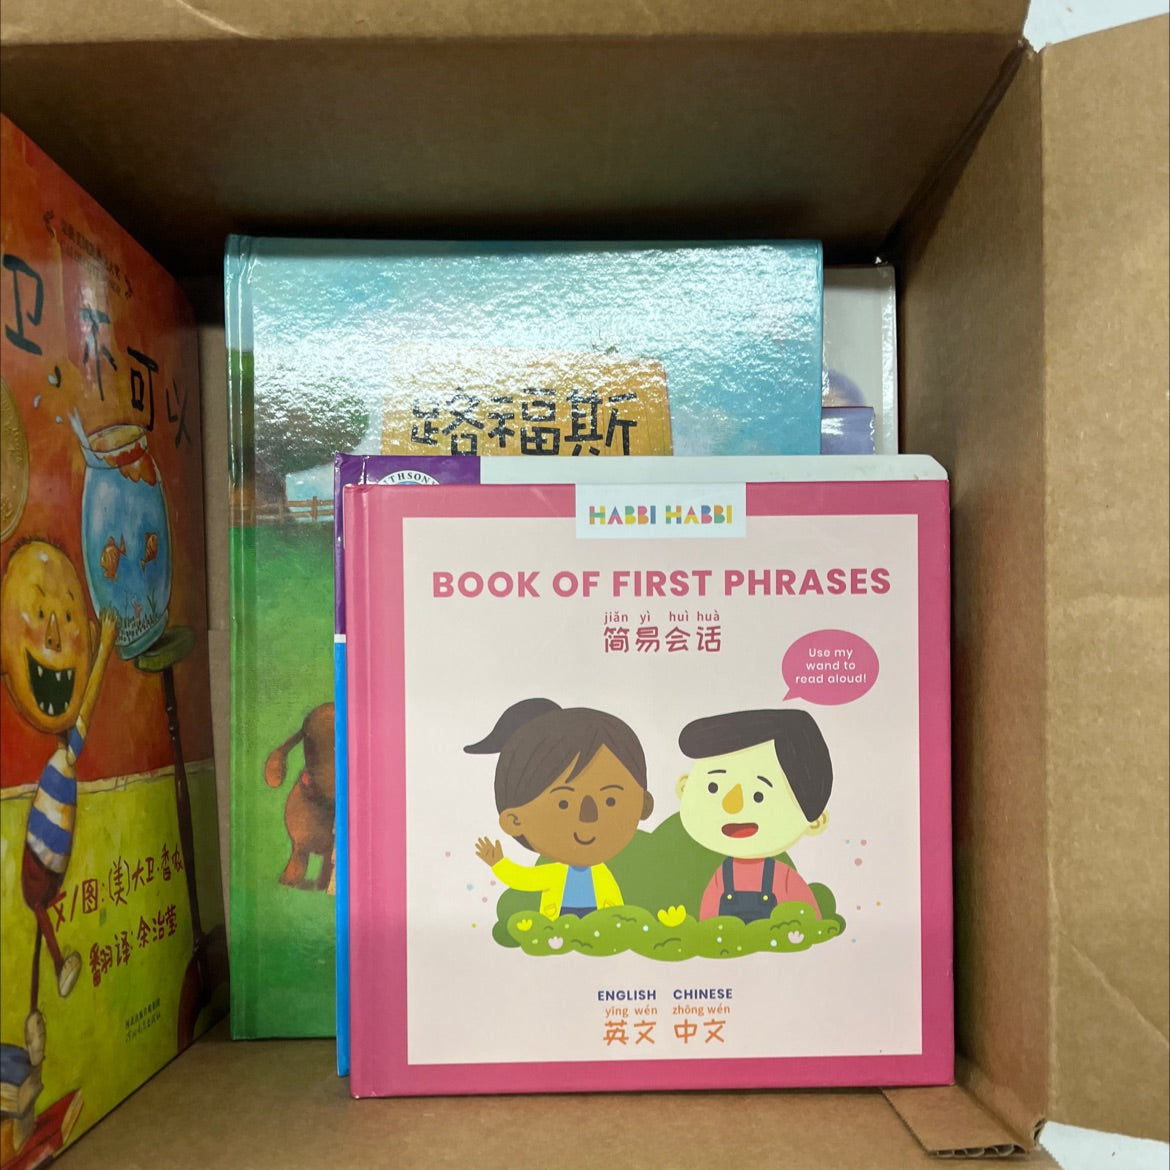 卫不可以
文/图:(美)大卫·香农
翻译:余治莹
路福斯
THSON
HABBI HABBI
BOOK OF FIRST PHRASES
jiǎn yì huì huà
简易会话
Use my
wand to
read aloud!
ENGLISH CHINESE
yīng wén zhōng wén
英文 中文